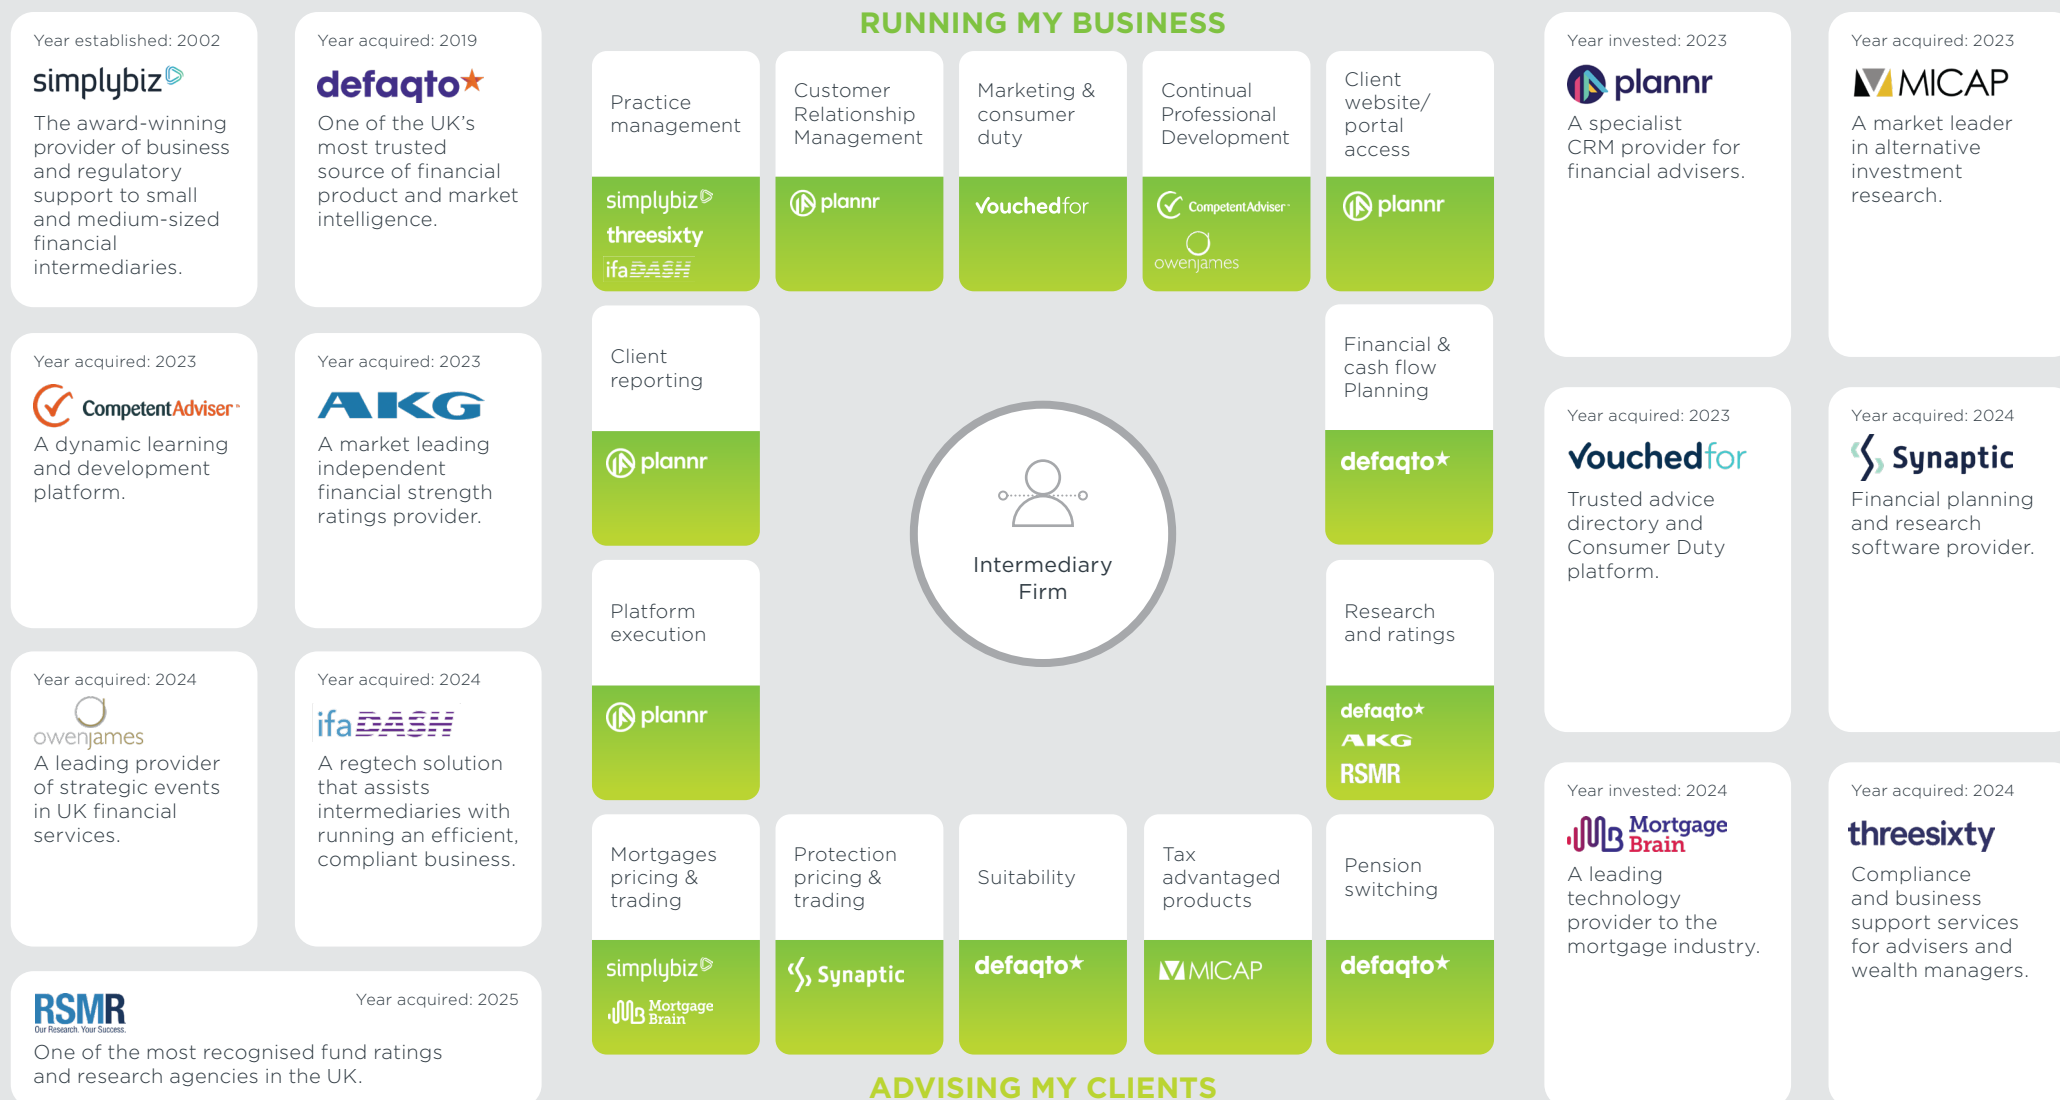 Year established: 2002
simplybiz
The award-winning
provider of business
and regulatory
support to small
and medium-sized
financial
intermediaries.
Year acquired: 2019
defaqto
One of the UK's
most trusted
source of financial
product and market
intelligence.
Year acquired: 2023
CompetentAdviser™
A dynamic learning
and development
platform.
Year acquired: 2023
AKG
A market leading
independent
financial strength
ratings provider.
Year acquired: 2024
owenjames
A leading provider
of strategic events
in UK financial
services.
Year acquired: 2024
ifaDASH
A regtech solution
that assists
intermediaries with
running an efficient,
compliant business.
RSMR
Our Research. Your Success.
Year acquired: 2025
One of the most recognised fund ratings
and research agencies in the UK.
RUNNING MY BUSINESS
Practice
management
simplybiz
threesixty
ifaDASH
Customer
Relationship
Management
plannr
Marketing &
consumer
duty
vouchedfor
Continual
Professional
Development
CompetentAdviser™
owenjames
Client
website/
portal
access
plannr
Client
reporting
plannr
Financial &
cash flow
Planning
defaqto
Intermediary
Firm
Platform
execution
plannr
Research
and ratings
defaqto
AKG
RSMR
Mortgages
pricing &
trading
simplybiz
Mortgage
Brain
Protection
pricing &
trading
Synaptic
Suitability
defaqto
Tax
advantaged
products
MICAP
Pension
switching
defaqto
ADVISING MY CLIENTS
Year invested: 2023
plannr
A specialist
CRM provider for
financial advisers.
Year acquired: 2023
MICAP
A market leader
in alternative
investment
research.
Year acquired: 2023
vouchedfor
Trusted advice
directory and
Consumer Duty
platform.
Year acquired: 2024
Synaptic
Financial planning
and research
software provider.
Year invested: 2024
Mortgage
Brain
A leading
technology
provider to the
mortgage industry.
Year acquired: 2024
threesixty
Compliance
and business
support services
for advisers and
wealth managers.